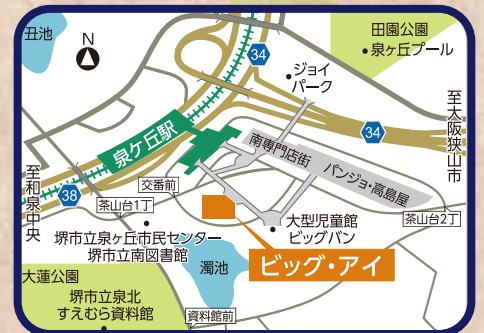 丑池
N
34
田園公園
泉ヶ丘プール
ジョイ
パーク
34
至大阪狭山市
泉ケ丘駅
南専門店街 パンジョ・高島屋
至和泉中央
38
交番前
茶山台1丁
茶山台2丁
堺市立泉ヶ丘市民センター
堺市立南図書館
大型児童館
ビッグバン
濁池
ビッグ・アイ
大蓮公園
堺市立泉北
すえむら資料館
資料館前